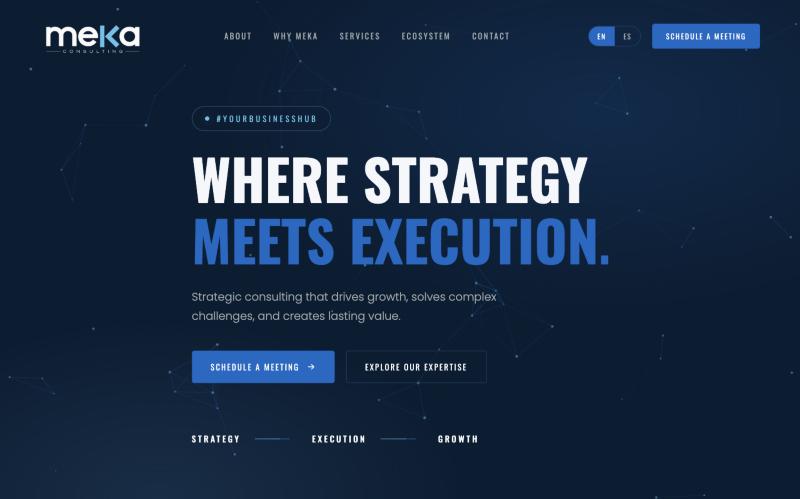 meka
CONSULTING
ABOUT
WHY MEKA
SERVICES
ECOSYSTEM
CONTACT
EN
ES
SCHEDULE A MEETING
#YOURBUSINESSHUB
WHERE STRATEGY
MEETS EXECUTION.
Strategic consulting that drives growth, solves complex
challenges, and creates lasting value.
SCHEDULE A MEETING →
EXPLORE OUR EXPERTISE
STRATEGY
EXECUTION
GROWTH